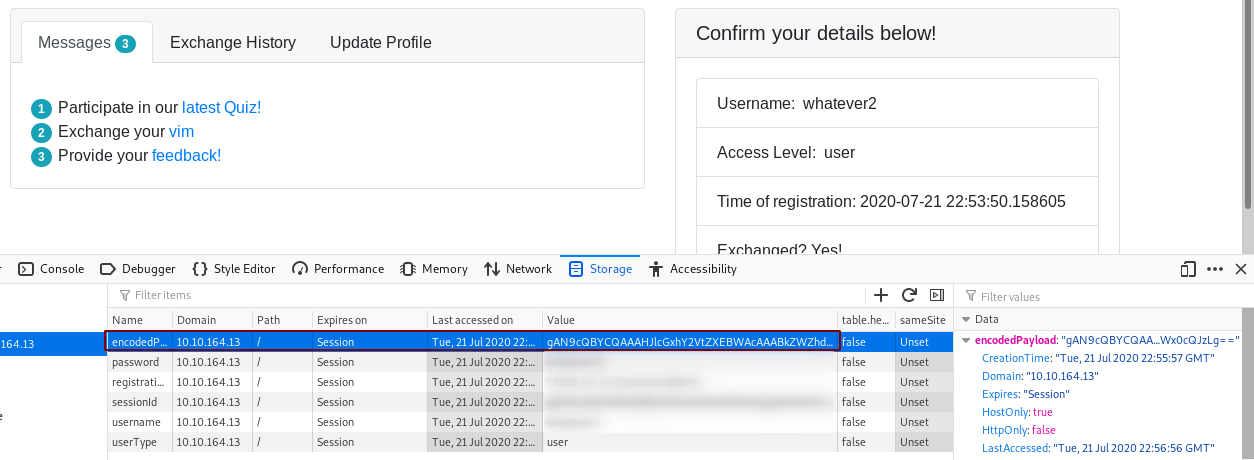 Messages 3 Exchange History Update Profile
1 Participate in our latest Quiz!
2 Exchange your vim
3 Provide your feedback!
Confirm your details below!
Username: whatever2
Access Level: user
Time of registration: 2020-07-21 22:53:50.158605
Exchanged? Yes!
Console Debugger Style Editor Performance Memory Network Storage Accessibility
Filter items
Name Domain Path Expires on Last accessed on Value table.he... sameSite
164.13
encodedP... 10.10.164.13 / Session Tue, 21 Jul 2020 22:... gAN9cQBYCQAAAHJlcGxhY2VtZXEBWAcAAABkZWZhd... false Unset
password 10.10.164.13 / Session Tue, 21 Jul 2020 22:... false Unset
registrati... 10.10.164.13 / Session Tue, 21 Jul 2020 22:... false Unset
sessionId 10.10.164.13 / Session Tue, 21 Jul 2020 22:... false Unset
username 10.10.164.13 / Session Tue, 21 Jul 2020 22:... false Unset
userType 10.10.164.13 / Session Tue, 21 Jul 2020 22:... user false Unset
Filter values
Data
encodedPayload: "gAN9cQBYCQAA...Wx0cQJzLg=="
CreationTime: "Tue, 21 Jul 2020 22:55:57 GMT"
Domain: "10.10.164.13"
Expires: "Session"
HostOnly: true
HttpOnly: false
LastAccessed: "Tue, 21 Jul 2020 22:56:56 GMT"